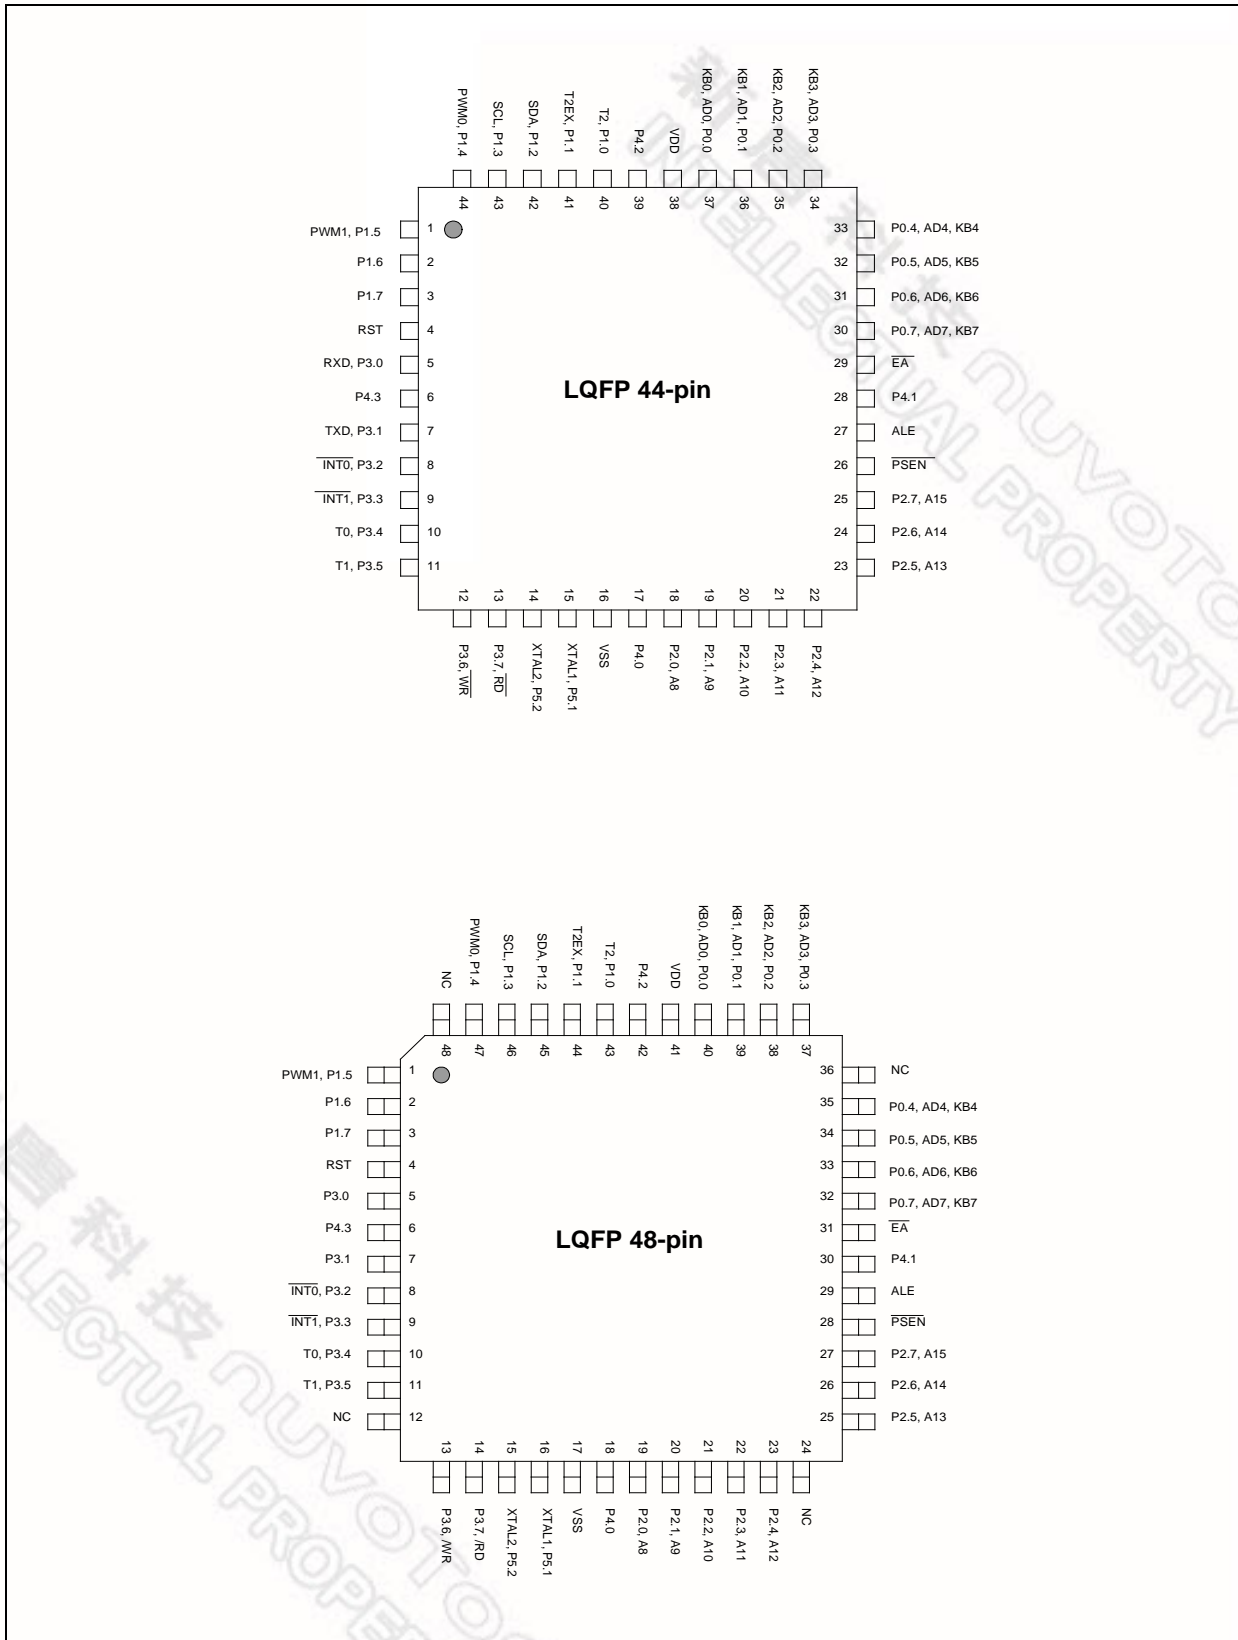 PWM0, P1.4
SCL, P1.3
SDA, P1.2
T2EX, P1.1
T2, P1.0
P4.2
VDD
KB0, AD0, P0.0
KB1, AD1, P0.1
KB2, AD2, P0.2
KB3, AD3, P0.3
44
43
42
41
40
39
38
37
36
35
34
PWM1, P1.5 1
P1.6 2
P1.7 3
RST 4
RXD, P3.0 5
P4.3 6
TXD, P3.1 7
INT0, P3.2 8
INT1, P3.3 9
T0, P3.4 10
T1, P3.5 11
LQFP 44-pin
33 P0.4, AD4, KB4
32 P0.5, AD5, KB5
31 P0.6, AD6, KB6
30 P0.7, AD7, KB7
29 EA
28 P4.1
27 ALE
26 PSEN
25 P2.7, A15
24 P2.6, A14
23 P2.5, A13
12
13
14
15
16
17
18
19
20
21
22
P3.6, WR
P3.7, RD
XTAL2, P5.2
XTAL1, P5.1
VSS
P4.0
P2.0, A8
P2.1, A9
P2.2, A10
P2.3, A11
P2.4, A12
NC
PWM0, P1.4
SCL, P1.3
SDA, P1.2
T2EX, P1.1
T2, P1.0
P4.2
VDD
KB0, AD0, P0.0
KB1, AD1, P0.1
KB2, AD2, P0.2
KB3, AD3, P0.3
48
47
46
45
44
43
42
41
40
39
38
37
PWM1, P1.5 1
P1.6 2
P1.7 3
RST 4
P3.0 5
P4.3 6
P3.1 7
INT0, P3.2 8
INT1, P3.3 9
T0, P3.4 10
T1, P3.5 11
NC 12
LQFP 48-pin
36 NC
35 P0.4, AD4, KB4
34 P0.5, AD5, KB5
33 P0.6, AD6, KB6
32 P0.7, AD7, KB7
31 EA
30 P4.1
29 ALE
28 PSEN
27 P2.7, A15
26 P2.6, A14
25 P2.5, A13
13
14
15
16
17
18
19
20
21
22
23
24
P3.6, /WR
P3.7, /RD
XTAL2, P5.2
XTAL1, P5.1
VSS
P4.0
P2.0, A8
P2.1, A9
P2.2, A10
P2.3, A11
P2.4, A12
NC
新唐科技 nuvoTo
INTELLECTUAL PROPERTY
唐科技 nuvoTo
LLECTUAL PROPE